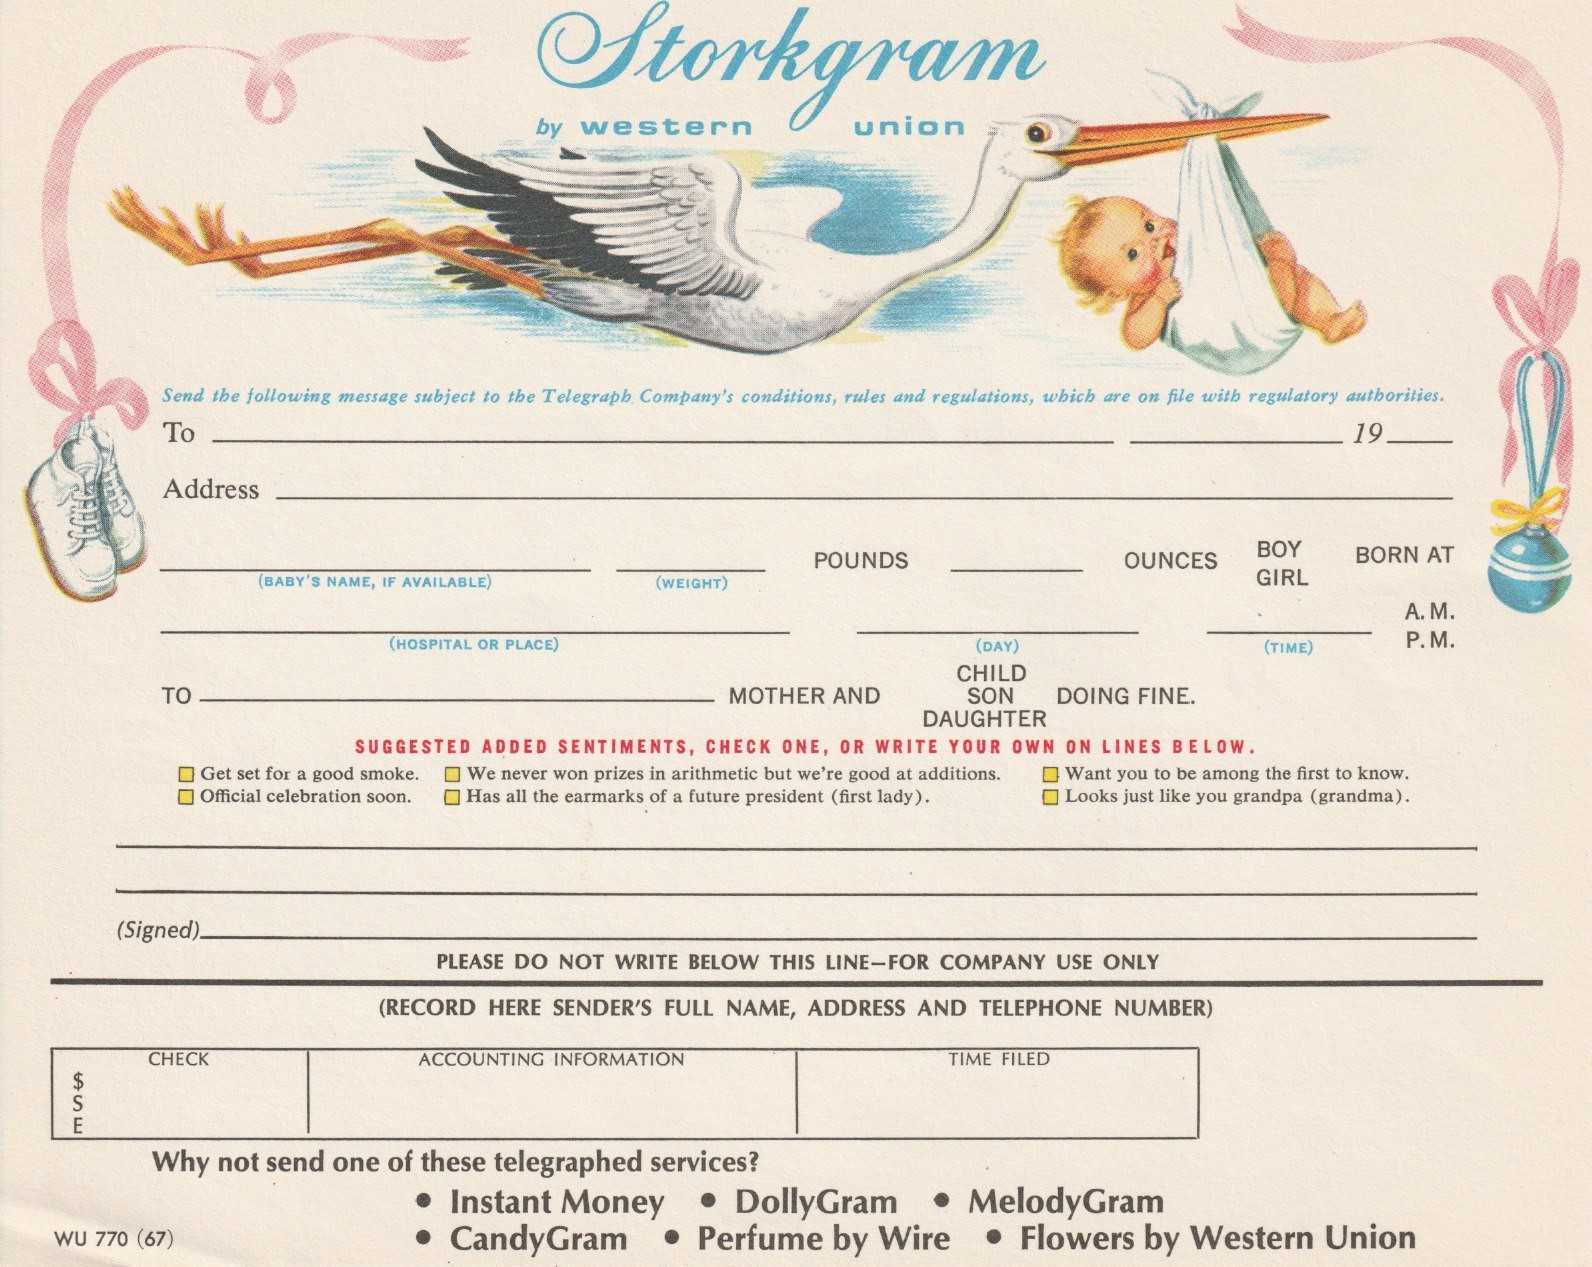 Storkgram
by western union
Send the following message subject to the Telegraph Company's conditions, rules and regulations, which are on file with regulatory authorities.
To 19
Address
POUNDS OUNCES BOY GIRL BORN AT
(BABY'S NAME, IF AVAILABLE) (WEIGHT)
A.M.
P.M.
(HOSPITAL OR PLACE) (DAY) (TIME)
CHILD
TO MOTHER AND SON DOING FINE.
DAUGHTER
SUGGESTED ADDED SENTIMENTS, CHECK ONE, OR WRITE YOUR OWN ON LINES BELOW.
Get set for a good smoke. We never won prizes in arithmetic but we're good at additions. Want you to be among the first to know.
Official celebration soon. Has all the earmarks of a future president (first lady). Looks just like you grandpa (grandma).
(Signed)
PLEASE DO NOT WRITE BELOW THIS LINE—FOR COMPANY USE ONLY
(RECORD HERE SENDER'S FULL NAME, ADDRESS AND TELEPHONE NUMBER)
CHECK ACCOUNTING INFORMATION TIME FILED
$
S
E
Why not send one of these telegraphed services?
• Instant Money • DollyGram • MelodyGram
WU 770 (67) • CandyGram • Perfume by Wire • Flowers by Western Union